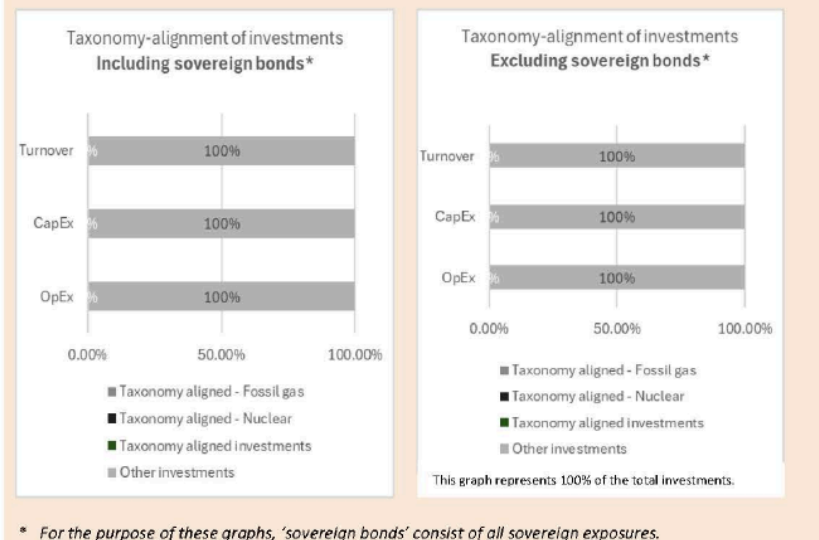 Taxonomy-alignment of investments
Including sovereign bonds*
Turnover % 100%
CapEx % 100%
OpEx % 100%
0.00% 50.00% 100.00%
Taxonomy aligned - Fossil gas
Taxonomy aligned - Nuclear
Taxonomy aligned investments
Other investments
Taxonomy-alignment of investments
Excluding sovereign bonds*
Turnover % 100%
CapEx % 100%
OpEx % 100%
0.00% 50.00% 100.00%
Taxonomy aligned - Fossil gas
Taxonomy aligned - Nuclear
Taxonomy aligned investments
Other investments
This graph represents 100% of the total investments.
* For the purpose of these graphs, ‘sovereign bonds’ consist of all sovereign exposures.